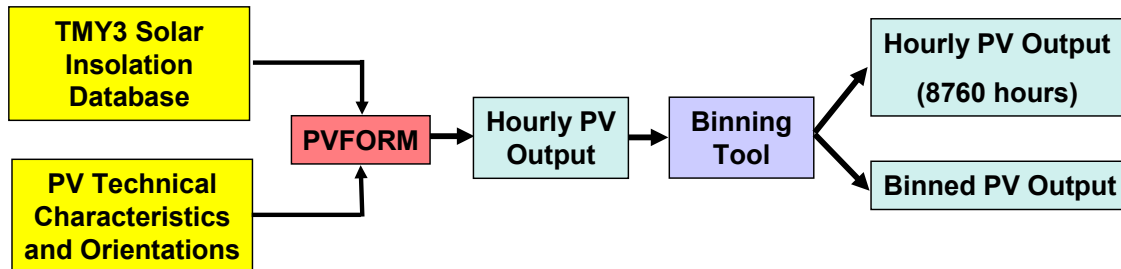 TMY3 Solar
Insolation
Database
PV Technical
Characteristics
and Orientations
PVFORM
Hourly PV
Output
Binning
Tool
Hourly PV Output
(8760 hours)
Binned PV Output